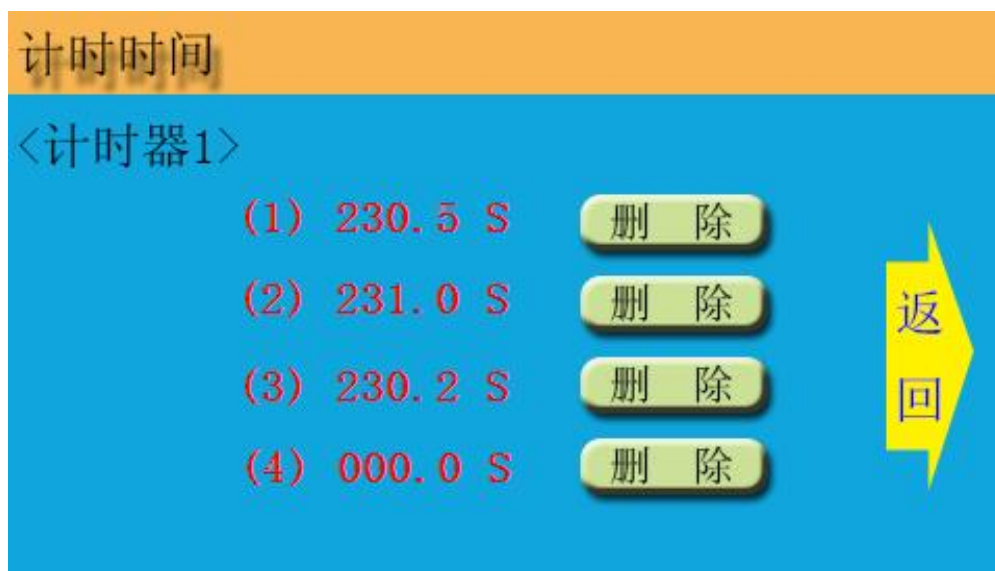 计时时间
<计时器1>
(1) 230.5 S 删 除
(2) 231.0 S 删 除
(3) 230.2 S 删 除
(4) 000.0 S 删 除
返回